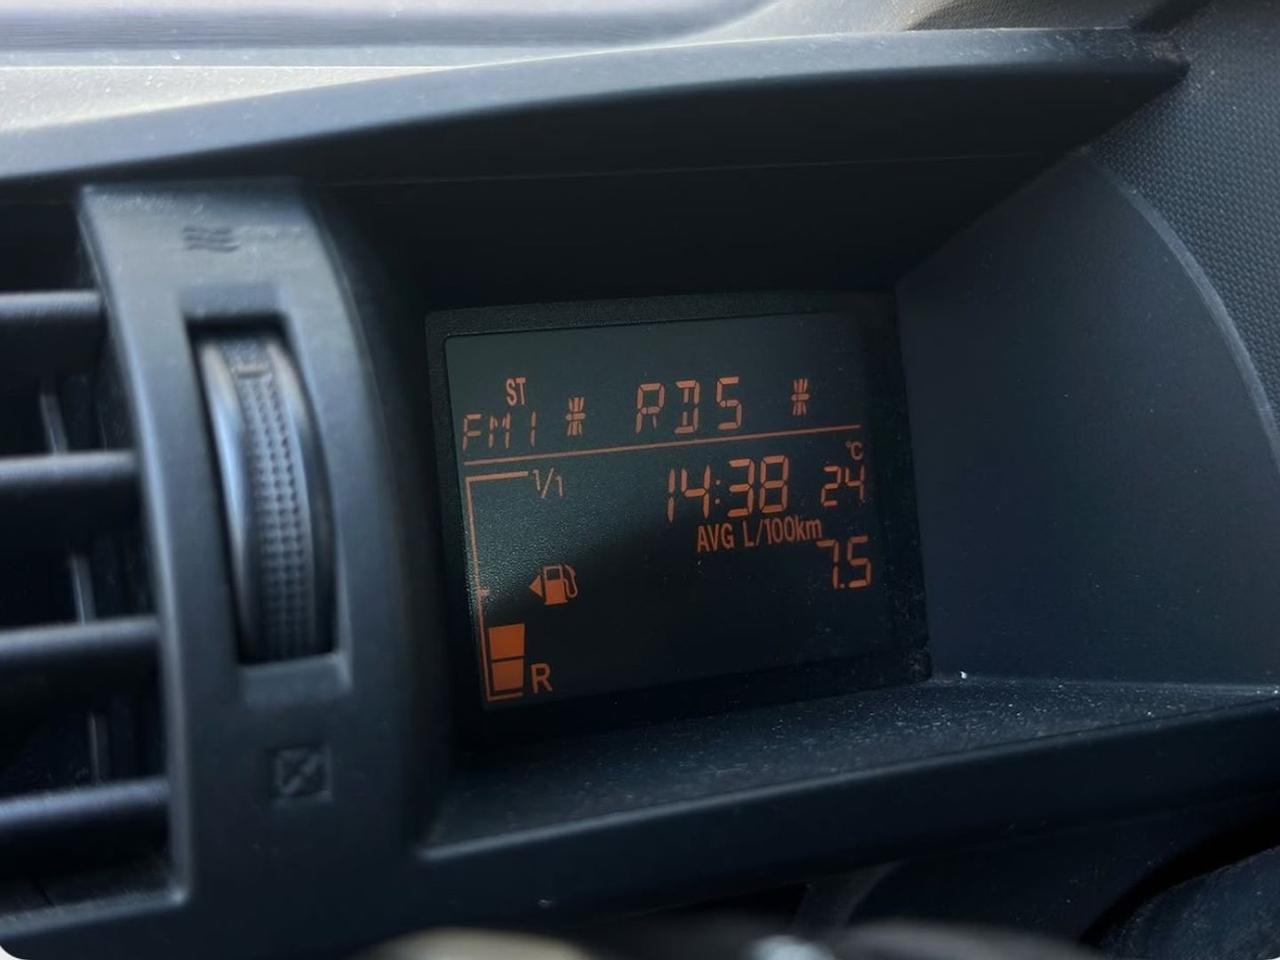 ST
FM1 * RDS *
1/1 14:38 24 °C
AVG L/100km
7.5
R